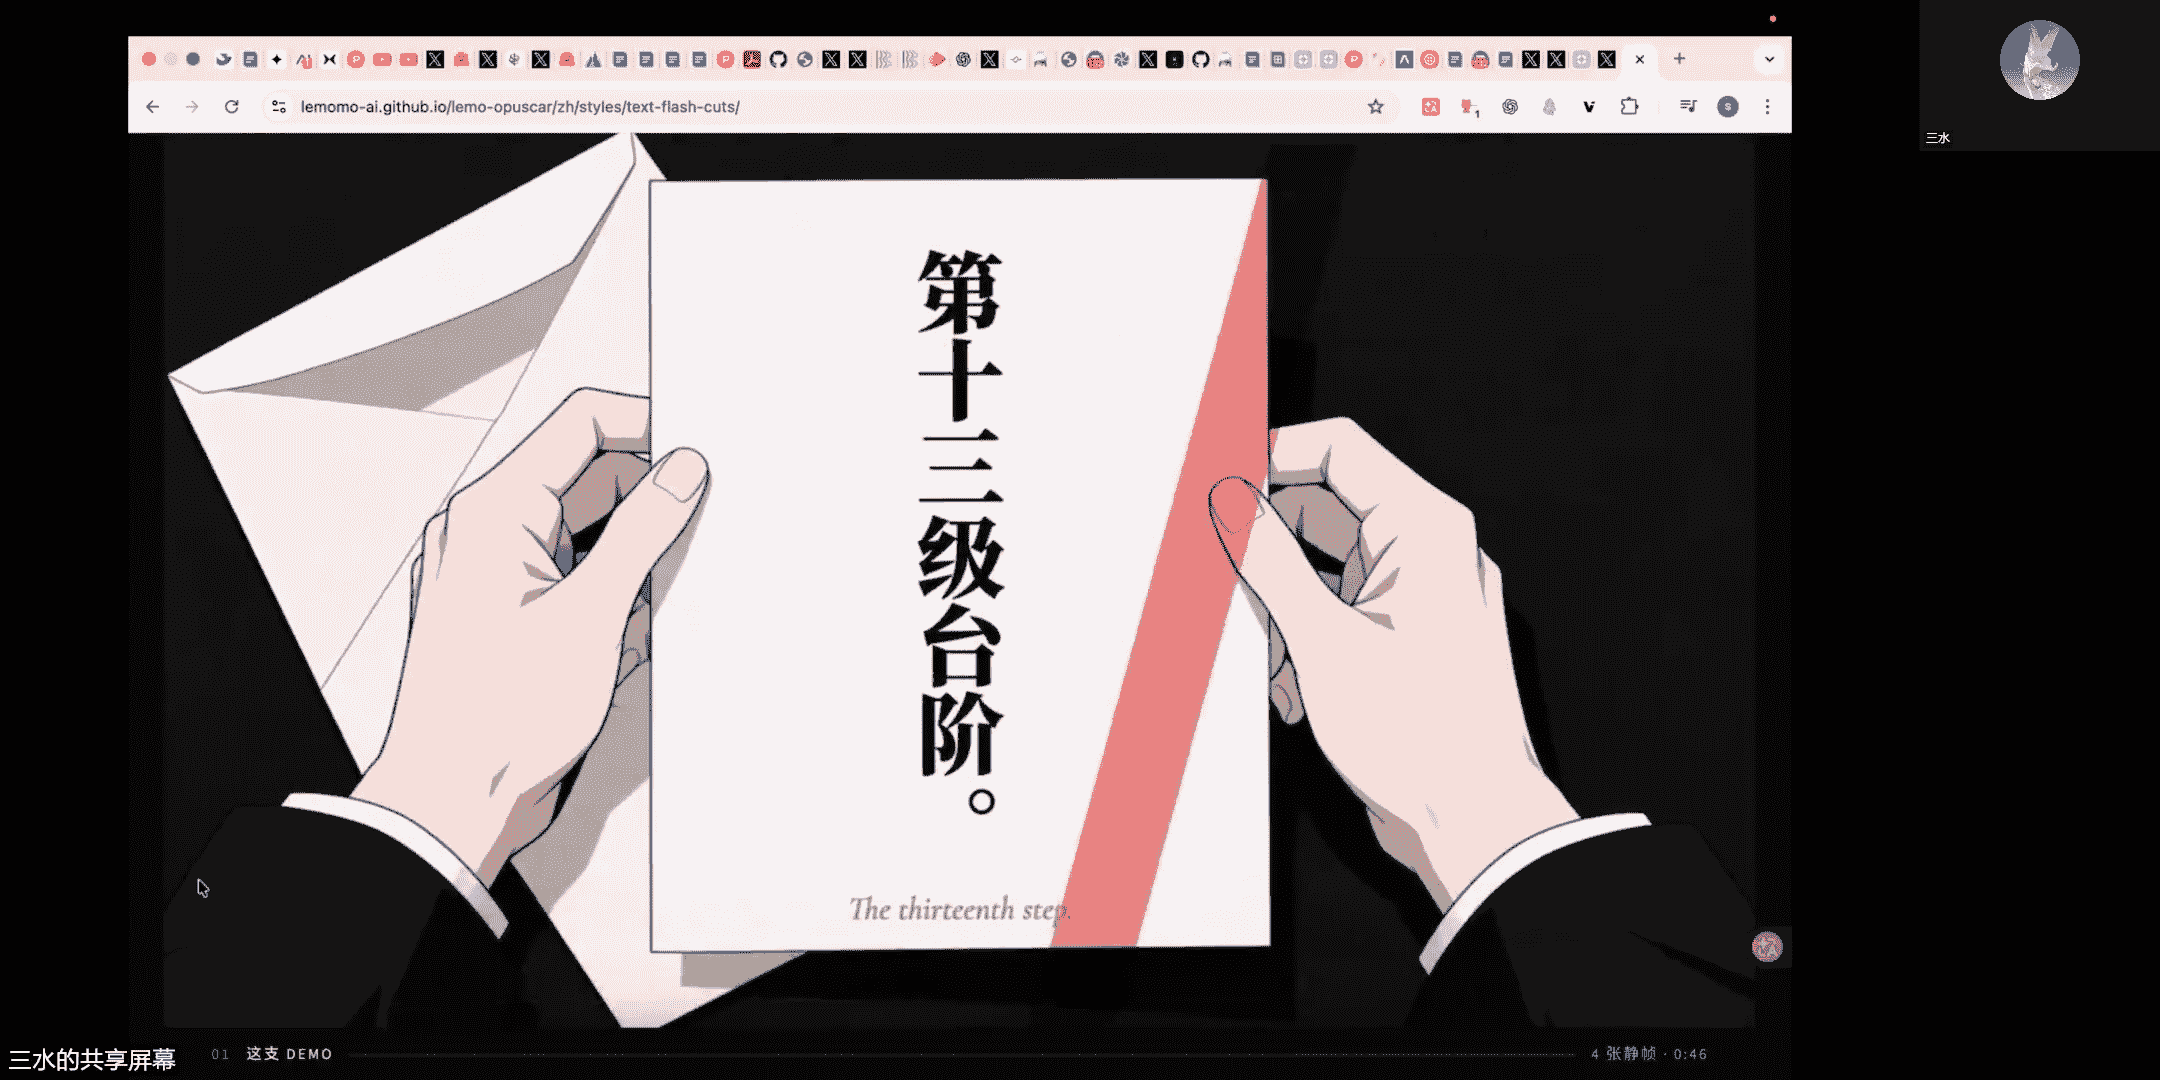 lemomo-ai.github.io/lemo-opuscar/zh/styles/text-flash-cuts/
三水
第十三级台阶。
The thirteenth step.
01 这支 DEMO
4 张静帧 · 0:46
三水的共享屏幕